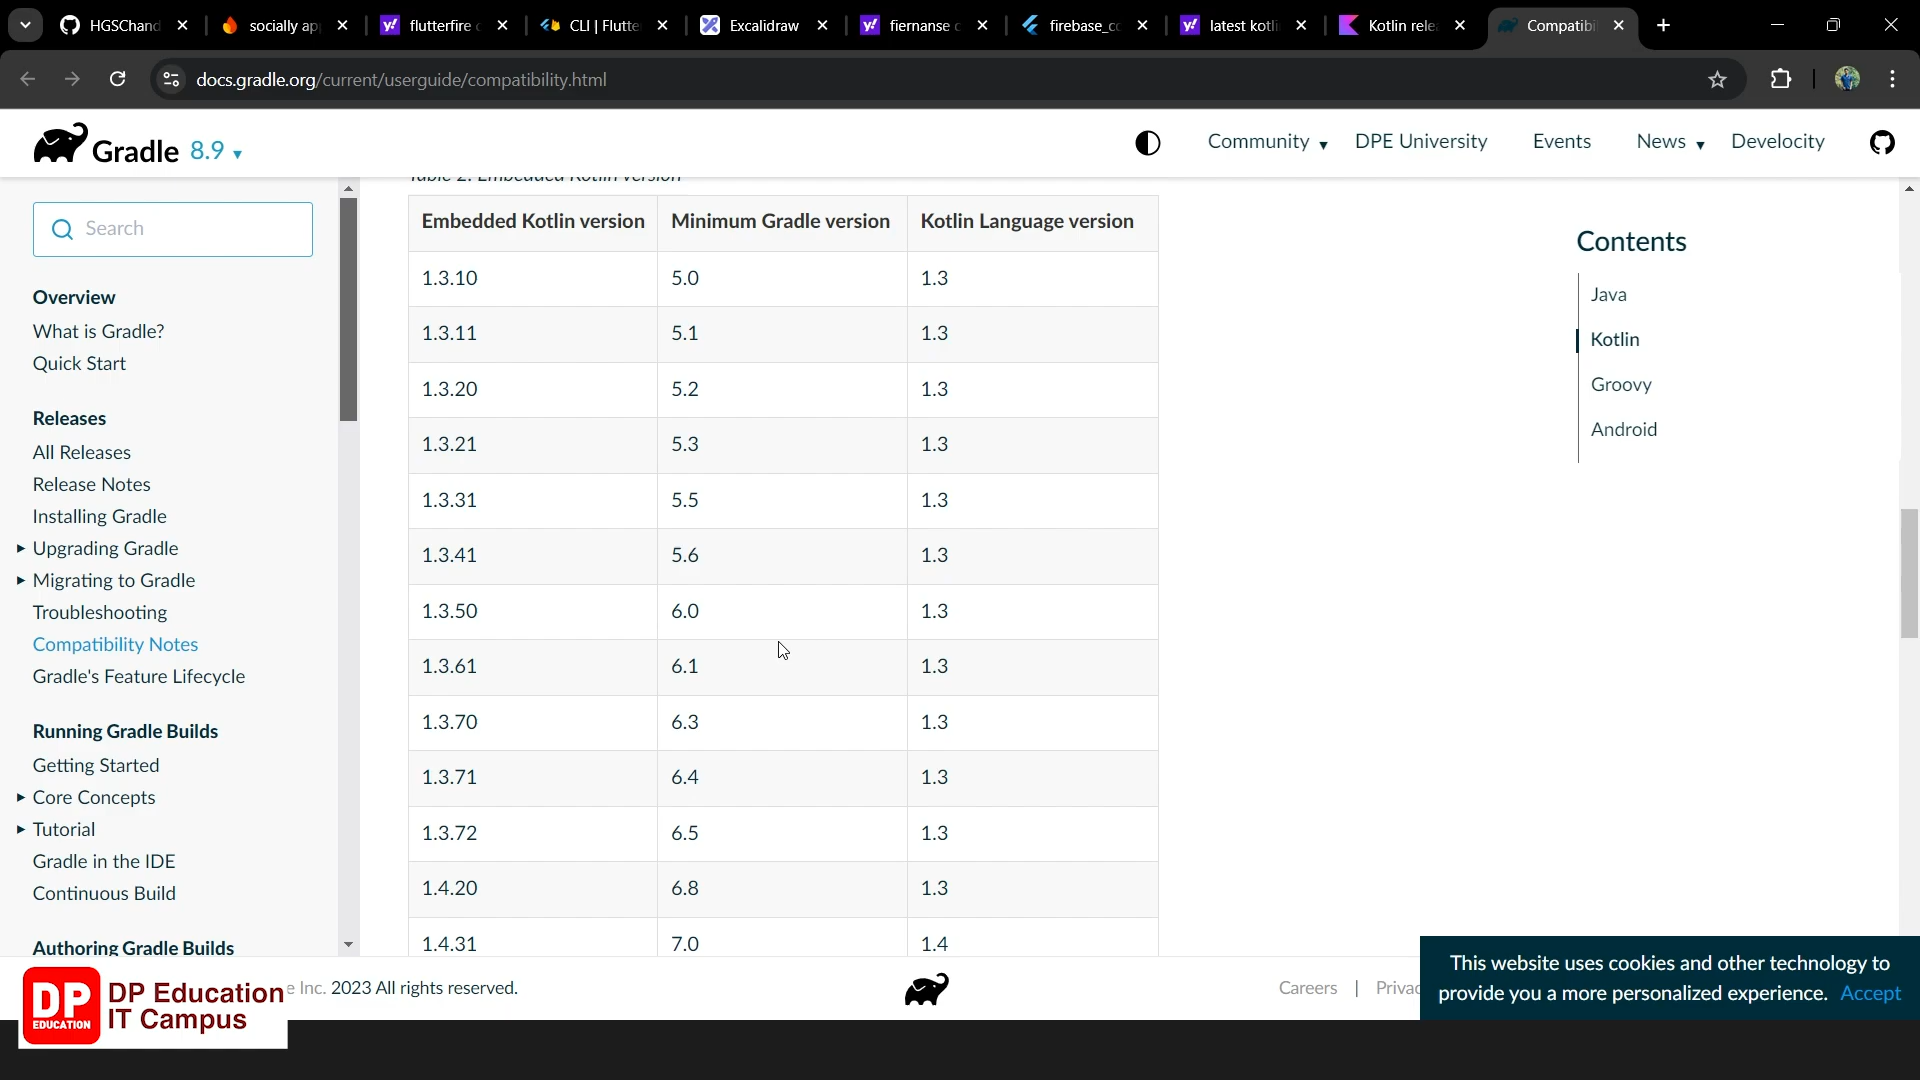 HGSChand
socially ap
flutterfire c
CLI | Flutte
Excalidraw
fiernanse c
firebase_co
latest kotli
Kotlin rele
Compatibi
docs.gradle.org/current/userguide/compatibility.html
Gradle 8.9
Community
DPE University
Events
News
Develocity
Search
Overview
What is Gradle?
Quick Start
Releases
All Releases
Release Notes
Installing Gradle
Upgrading Gradle
Migrating to Gradle
Troubleshooting
Compatibility Notes
Gradle's Feature Lifecycle
Running Gradle Builds
Getting Started
Core Concepts
Tutorial
Gradle in the IDE
Continuous Build
Authoring Gradle Builds
Table 2. Embedded Kotlin version
Embedded Kotlin version Minimum Gradle version Kotlin Language version
1.3.10 5.0 1.3
1.3.11 5.1 1.3
1.3.20 5.2 1.3
1.3.21 5.3 1.3
1.3.31 5.5 1.3
1.3.41 5.6 1.3
1.3.50 6.0 1.3
1.3.61 6.1 1.3
1.3.70 6.3 1.3
1.3.71 6.4 1.3
1.3.72 6.5 1.3
1.4.20 6.8 1.3
1.4.31 7.0 1.4
Contents
Java
Kotlin
Groovy
Android
e Inc. 2023 All rights reserved.
Careers | Privac
This website uses cookies and other technology to
provide you a more personalized experience. Accept
DP
EDUCATION
DP Education
IT Campus